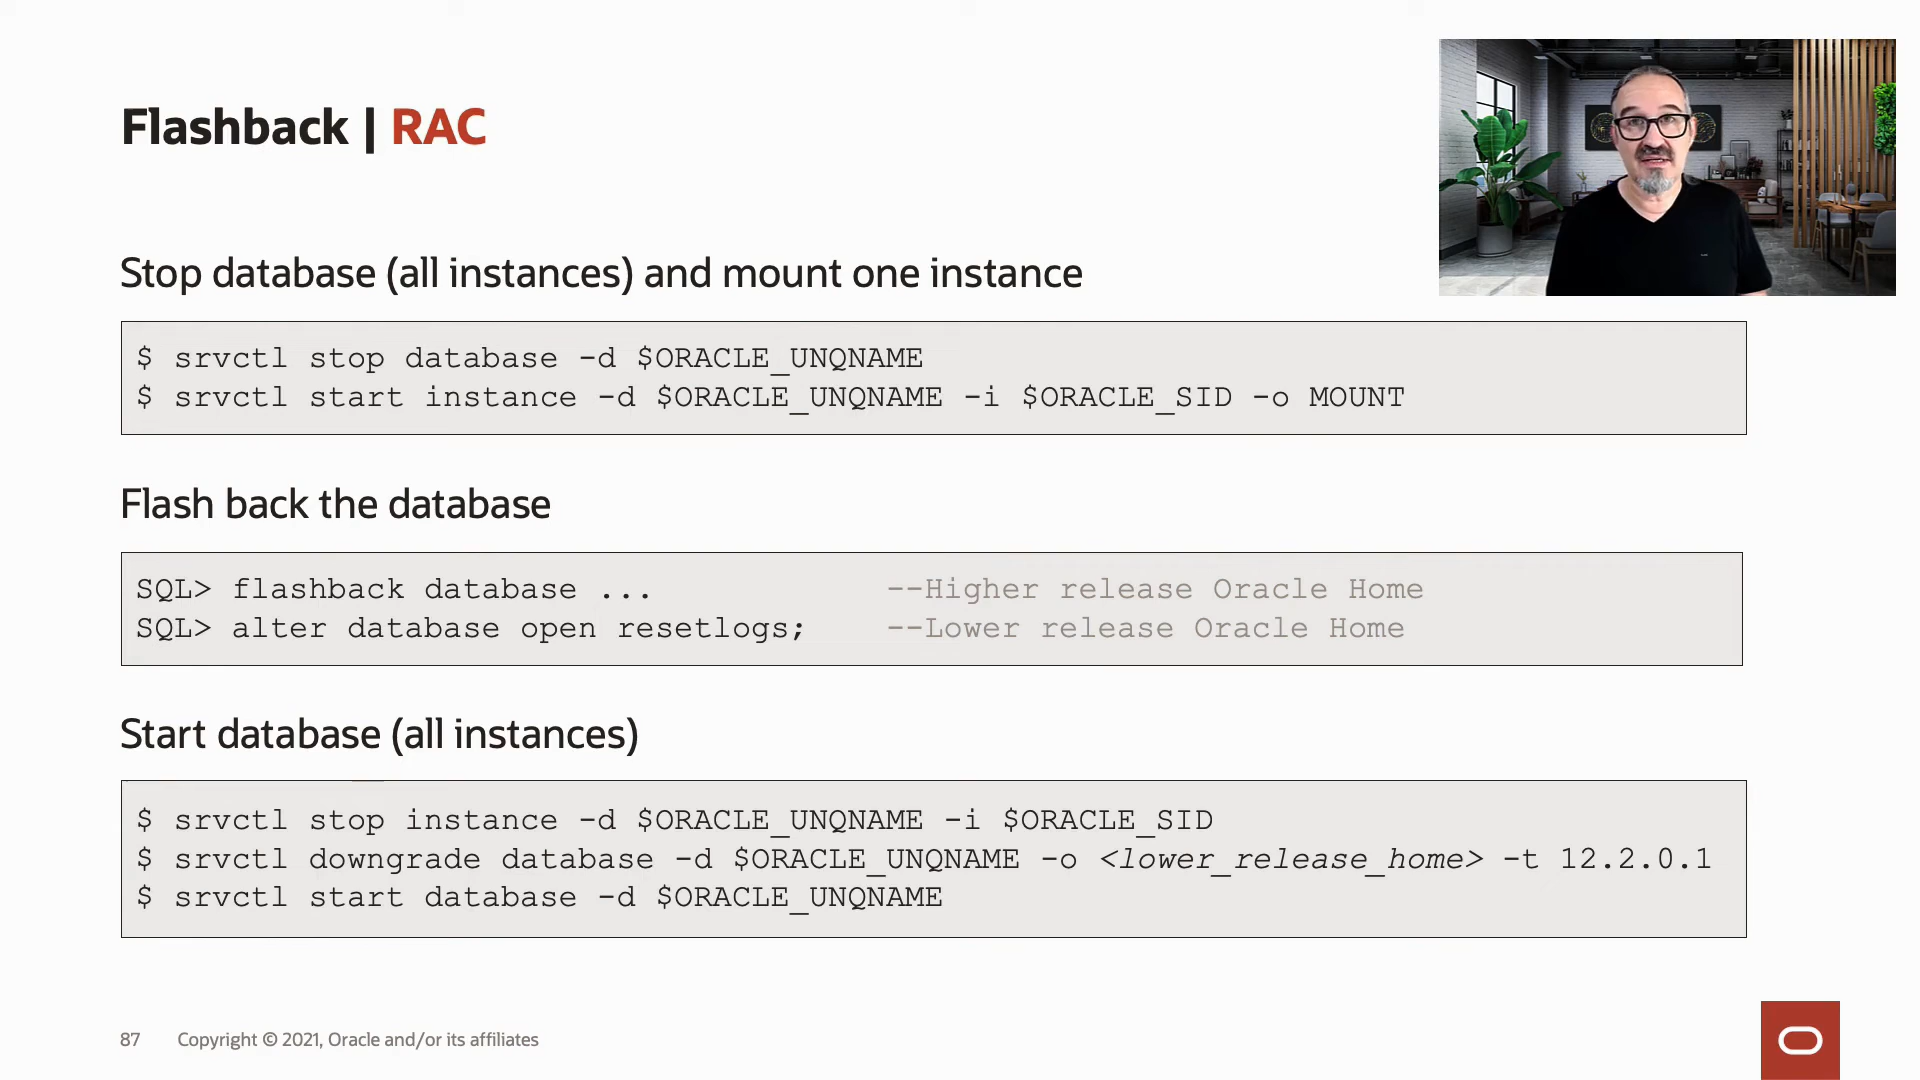 Flashback | RAC
Stop database (all instances) and mount one instance
$ srvctl stop database -d $ORACLE_UNQNAME
$ srvctl start instance -d $ORACLE_UNQNAME -i $ORACLE_SID -o MOUNT
Flash back the database
SQL> flashback database ... --Higher release Oracle Home
SQL> alter database open resetlogs; --Lower release Oracle Home
Start database (all instances)
$ srvctl stop instance -d $ORACLE_UNQNAME -i $ORACLE_SID
$ srvctl downgrade database -d $ORACLE_UNQNAME -o <lower_release_home> -t 12.2.0.1
$ srvctl start database -d $ORACLE_UNQNAME
87 Copyright © 2021, Oracle and/or its affiliates